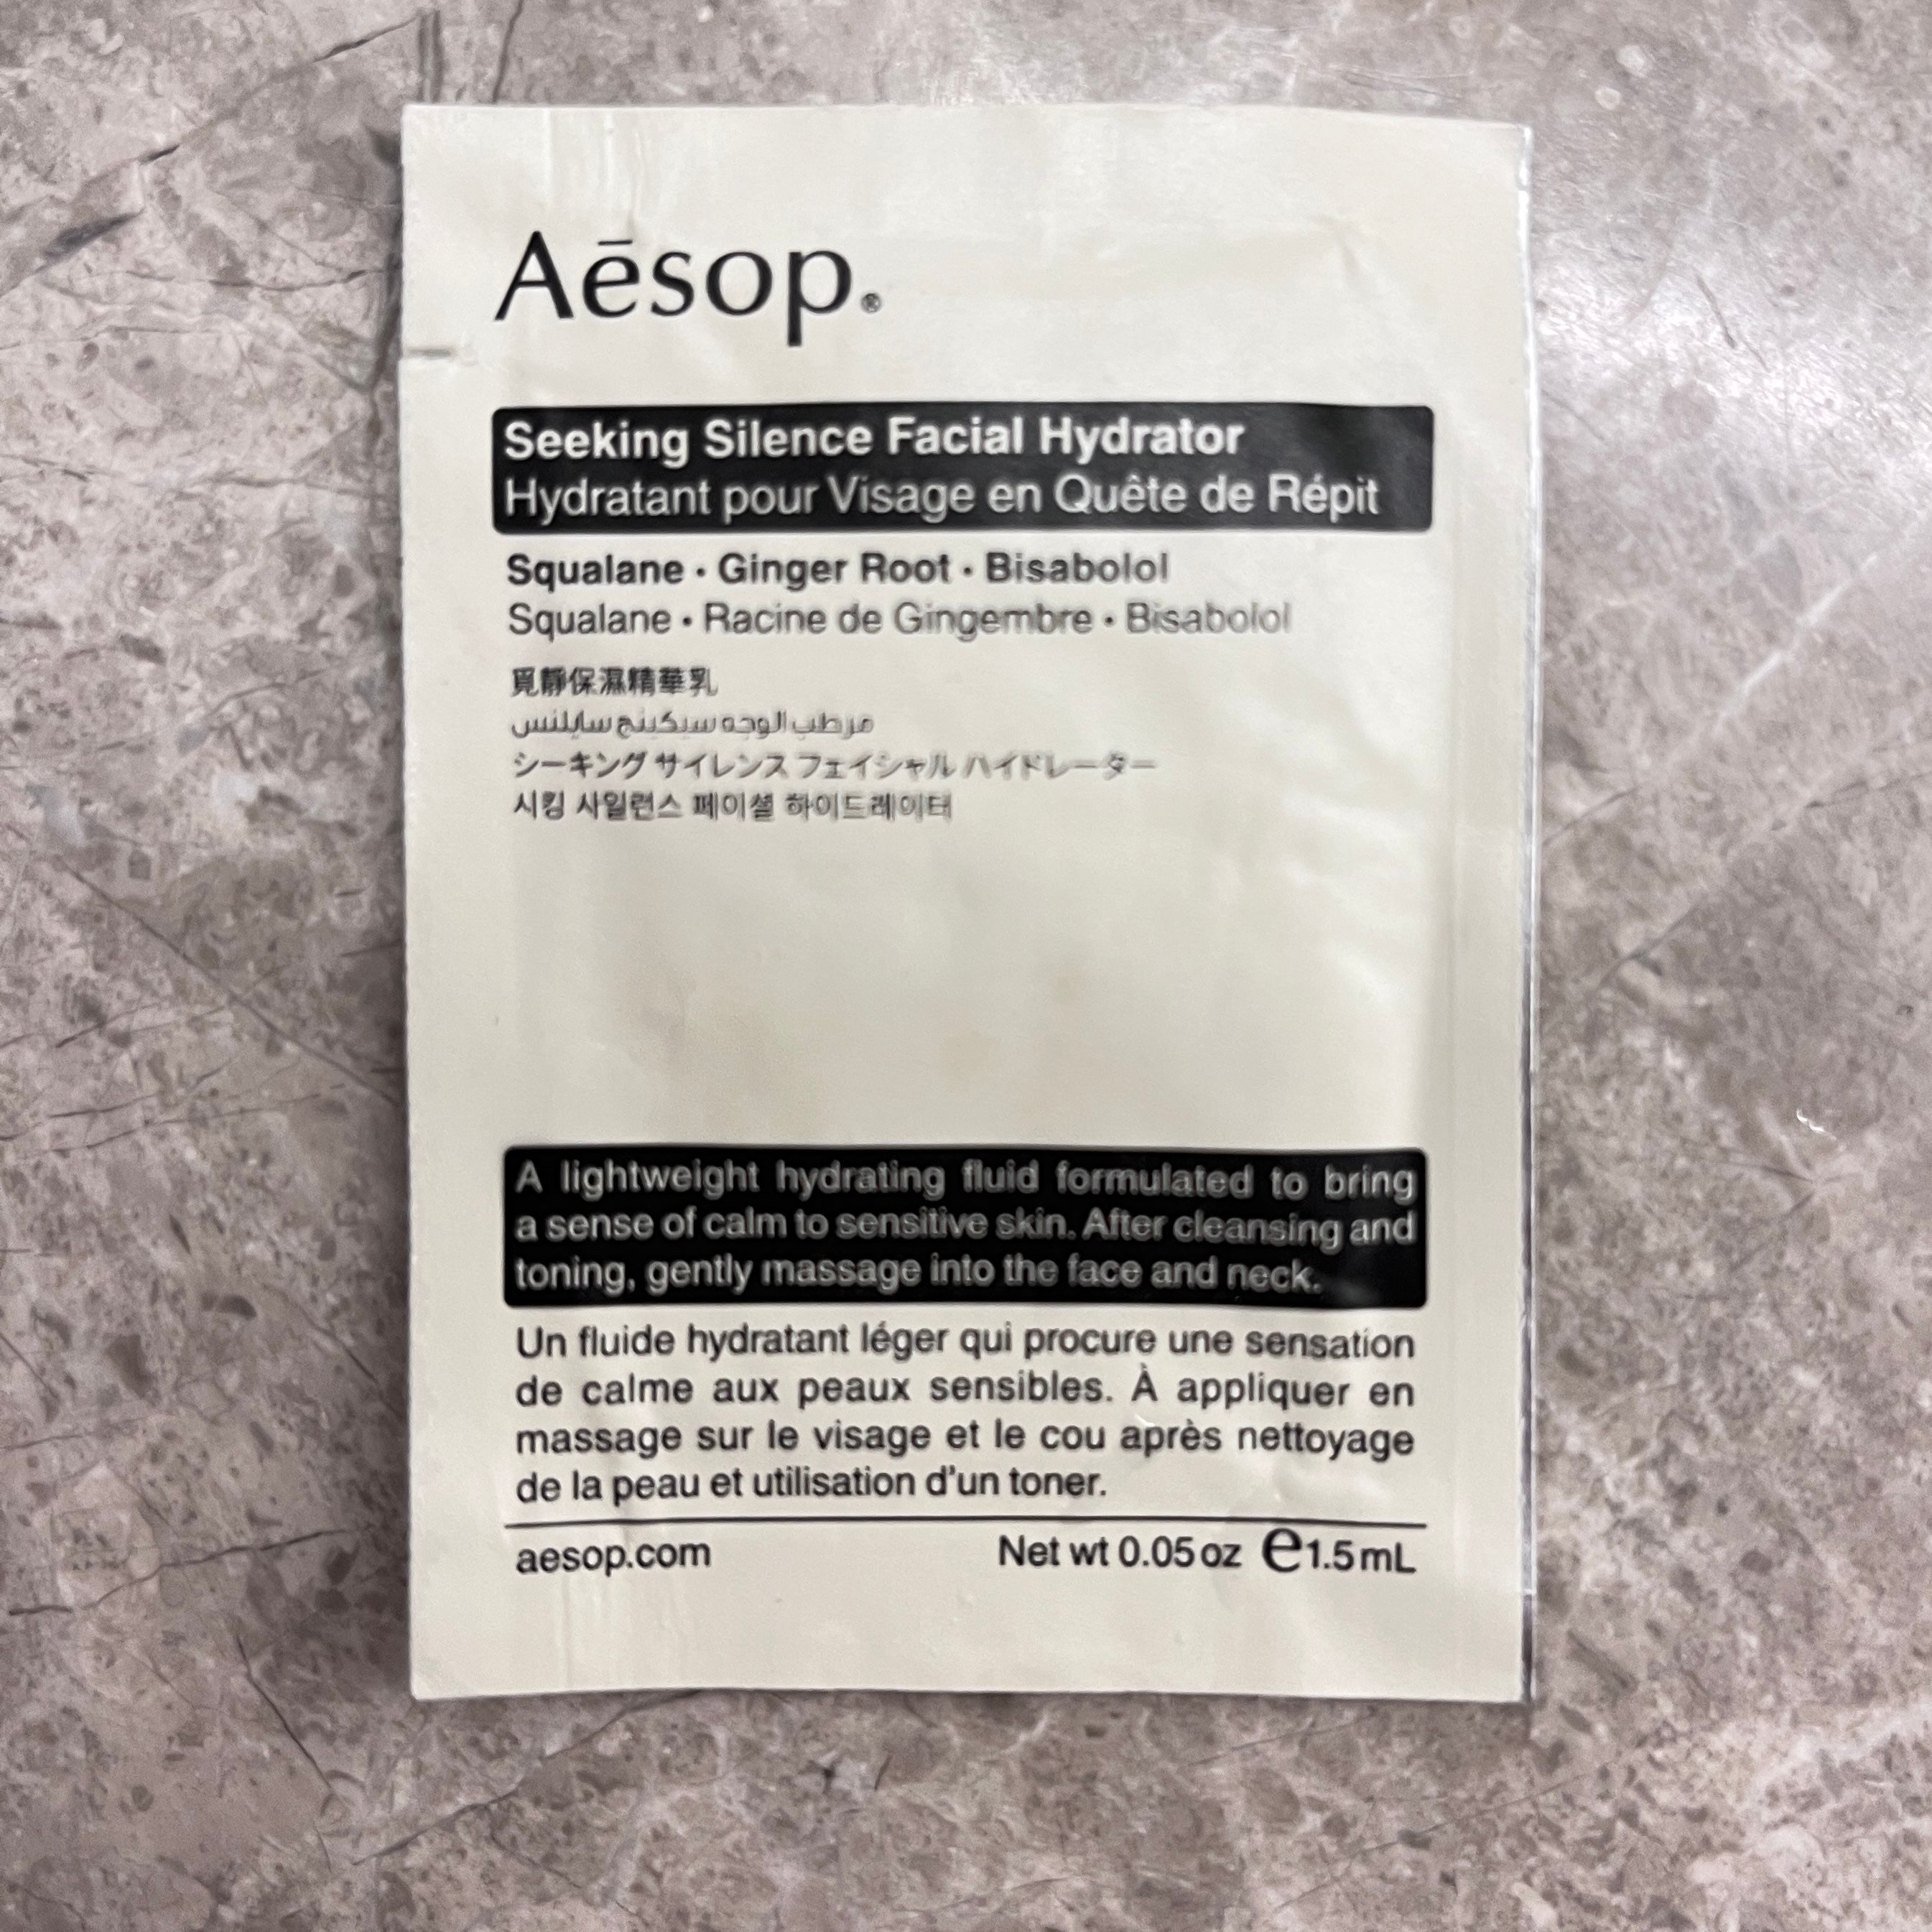 Aēsop.®
Seeking Silence Facial Hydrator
Hydratant pour Visage en Quête de Répit
Squalane · Ginger Root · Bisabolol
Squalane · Racine de Gingembre · Bisabolol
覓靜保濕精華乳
مرطب الوجه سيكينج سايلنس
シーキング サイレンス フェイシャル ハイドレーター
시킹 사일런스 페이셜 하이드레이터
A lightweight hydrating fluid formulated to bring
a sense of calm to sensitive skin. After cleansing and
toning, gently massage into the face and neck.
Un fluide hydratant léger qui procure une sensation
de calme aux peaux sensibles. À appliquer en
massage sur le visage et le cou après nettoyage
de la peau et utilisation d'un toner.
aesop.com Net wt 0.05 oz e1.5 mL